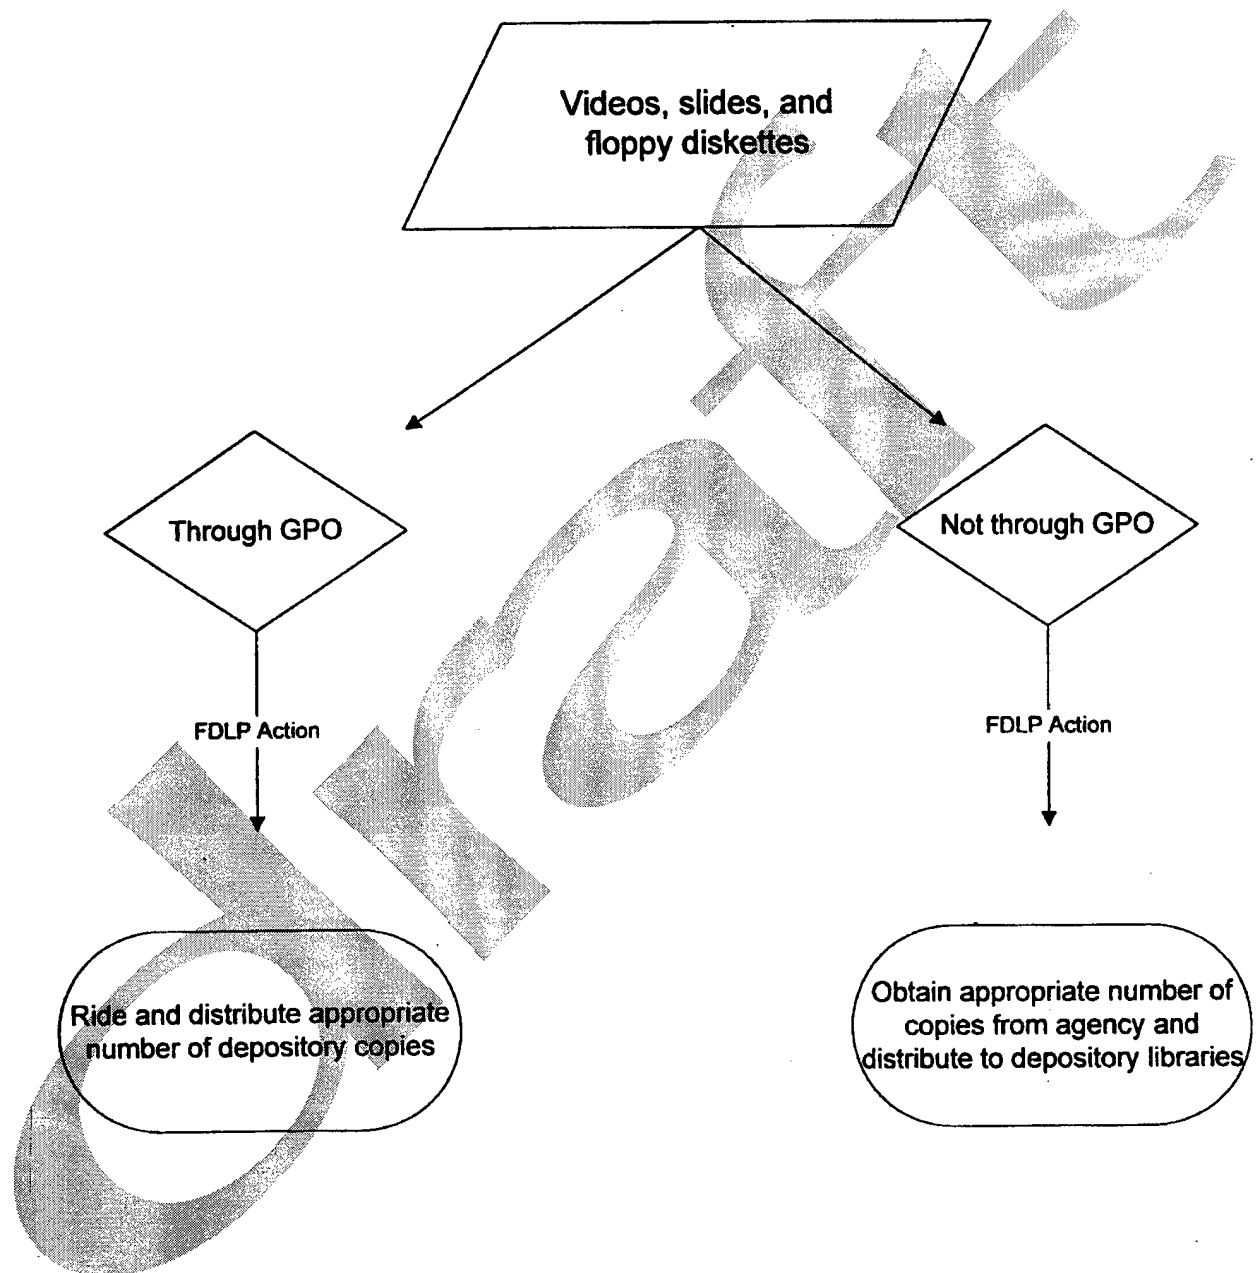 Videos, slides, and
floppy diskettes
Through GPO
Not through GPO
FDLP Action
FDLP Action
Ride and distribute appropriate
number of depository copies
Obtain appropriate number of
copies from agency and
distribute to depository libraries
Draft